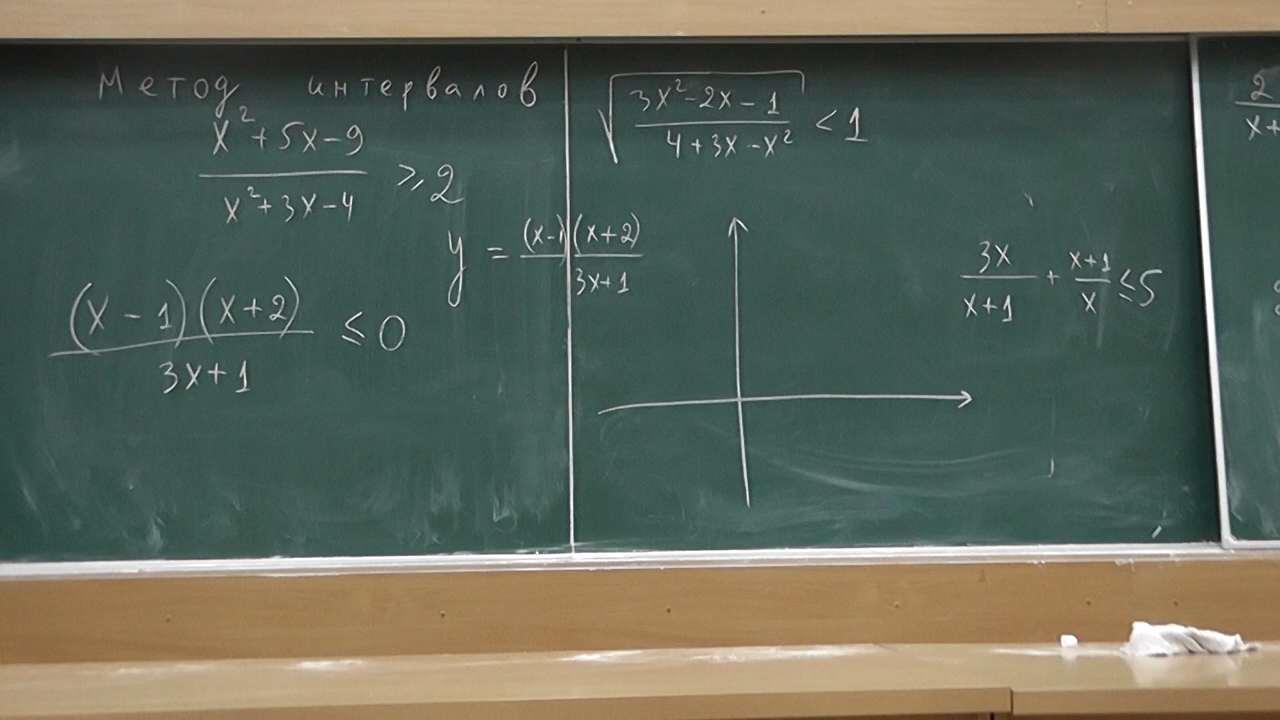 Метод интервалов
x²+5x-9
x²+3x-4
≥2
(x-1)(x+2)
3x+1
≤0
y =
(x-1)(x+2)
3x+1
√
3x²-2x-1
4+3x-x²
<1
3x
x+1
+
x+1
x
≤5
2
x+